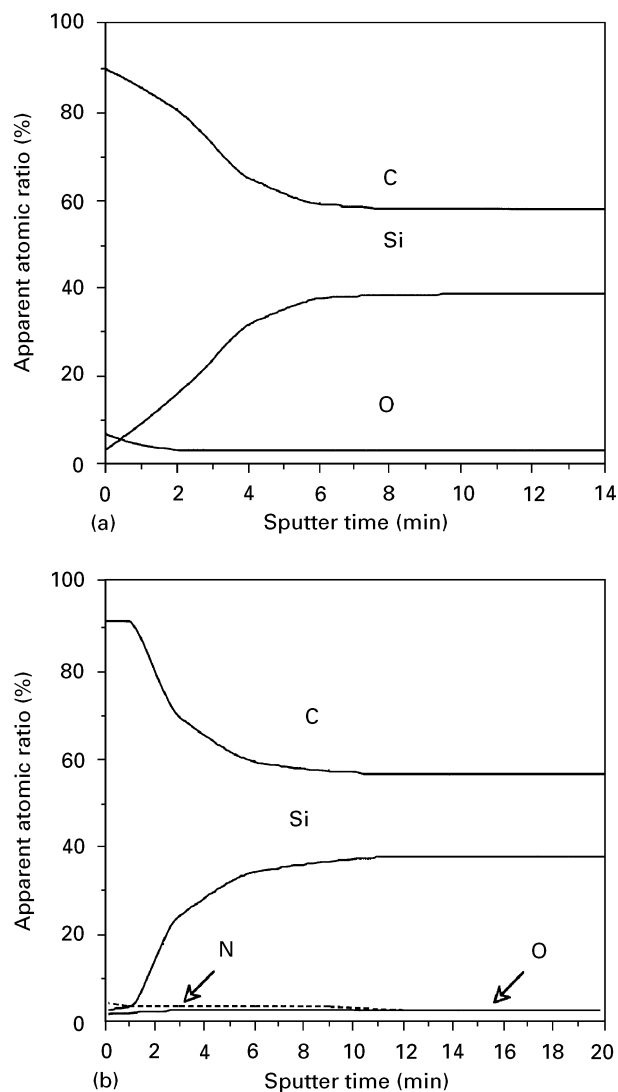 100
80
60
40
20
0
Apparent atomic ratio (%)
C
Si
O
0 2 4 6 8 10 12 14
(a) Sputter time (min)
100
80
60
40
20
0
Apparent atomic ratio (%)
C
Si
N O
0 2 4 6 8 10 12 14 16 18 20
(b) Sputter time (min)